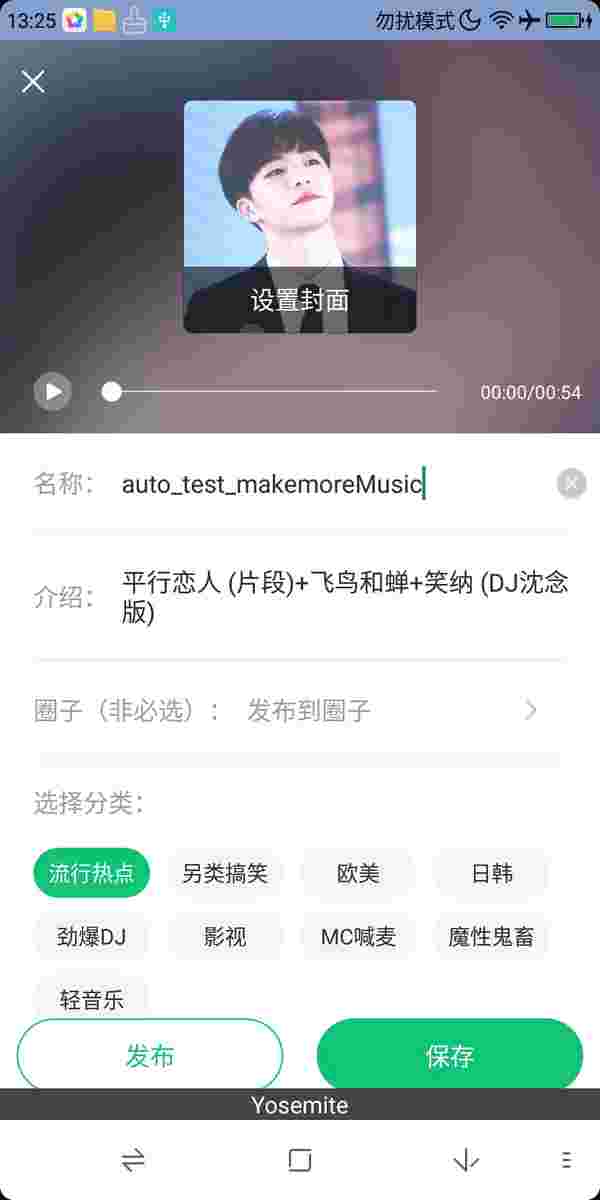 13:25 勿扰模式
设置封面
00:00/00:54
名称： auto_test_makemoreMusic
介绍： 平行恋人 (片段)+飞鸟和蝉+笑纳 (DJ沈念
版)
圈子（非必选）： 发布到圈子
选择分类：
流行热点 另类搞笑 欧美 日韩
劲爆DJ 影视 MC喊麦 魔性鬼畜
轻音乐
发布 保存
Yosemite